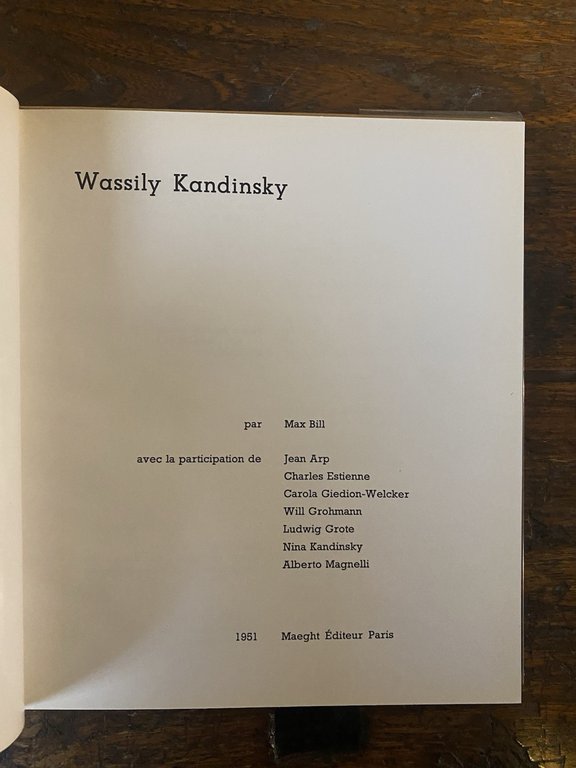 Wassily Kandinsky
par Max Bill
avec la participation de Jean Arp
Charles Estienne
Carola Giedion-Welcker
Will Grohmann
Ludwig Grote
Nina Kandinsky
Alberto Magnelli
1951 Maeght Éditeur Paris